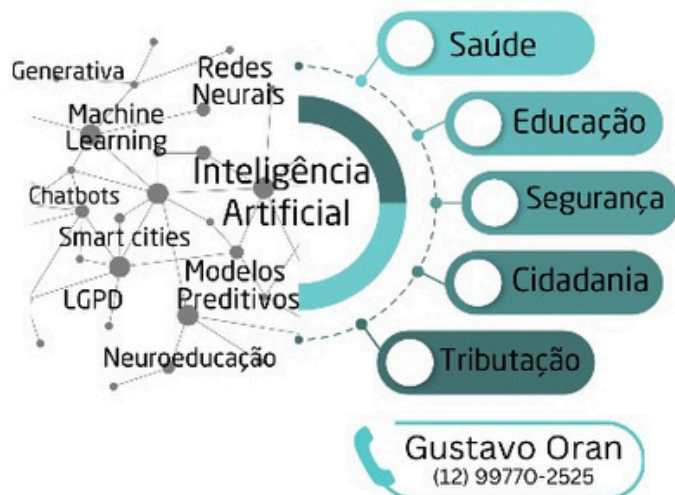 Generativa
Redes
Neurais
Machine
Learning
Inteligência
Artificial
Chatbots
Smart cities
LGPD
Modelos
Preditivos
Neuroeducação
Saúde
Educação
Segurança
Cidadania
Tributação
Gustavo Oran
(12) 99770-2525